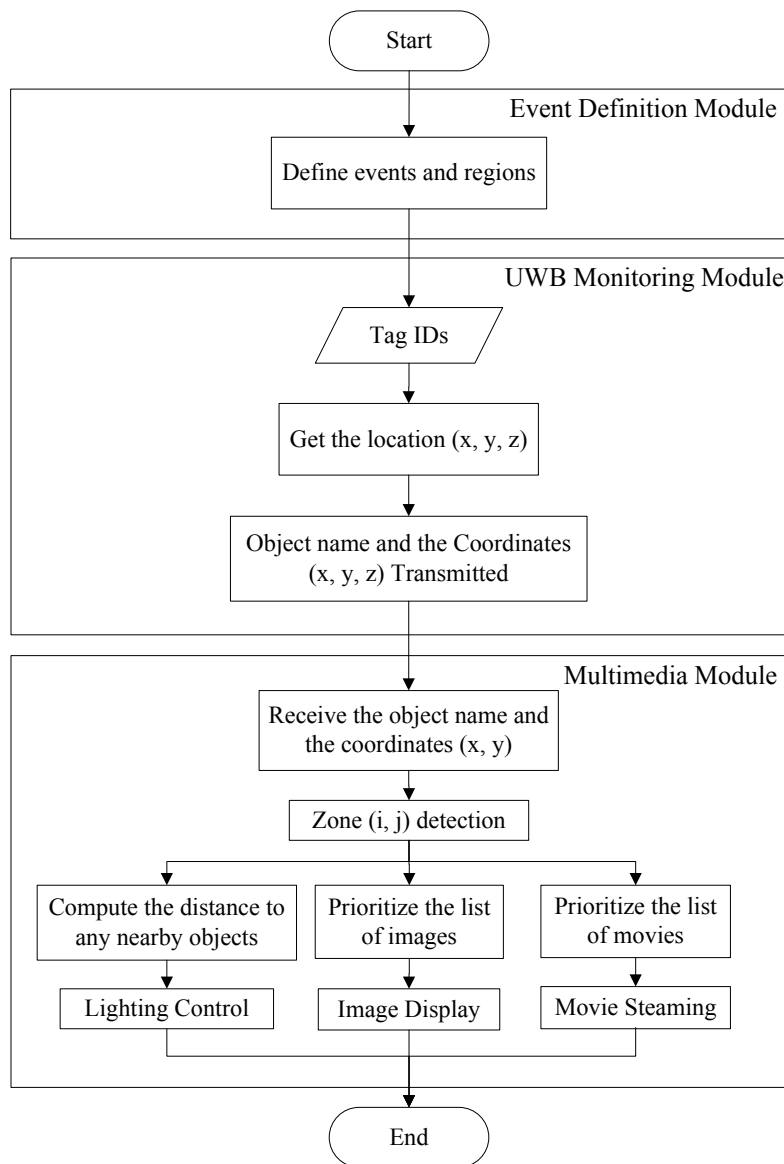 Start
Event Definition Module
Define events and regions
UWB Monitoring Module
Tag IDs
Get the location (x, y, z)
Object name and the Coordinates
(x, y, z) Transmitted
Multimedia Module
Receive the object name and
the coordinates (x, y)
Zone (i, j) detection
Compute the distance to
any nearby objects
Prioritize the list
of images
Prioritize the list
of movies
Lighting Control
Image Display
Movie Steaming
End